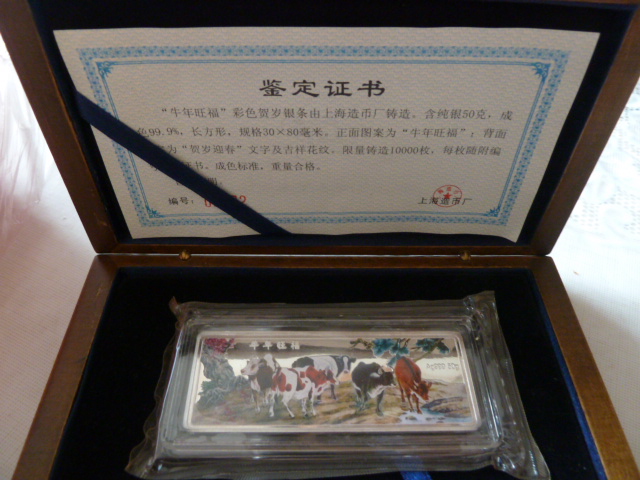 鉴定证书
“牛年旺福”彩色贺岁银条由上海造币厂铸造。含纯银50克，成
色99.9%，长方形，规格30×80毫米。正面图案为“牛年旺福”；背面
为“贺岁迎春”文字及吉祥花纹。限量铸造10000枚，每枚随附编
证书、成色标准，重量合格。
编号：
上海造币厂
牛年旺福